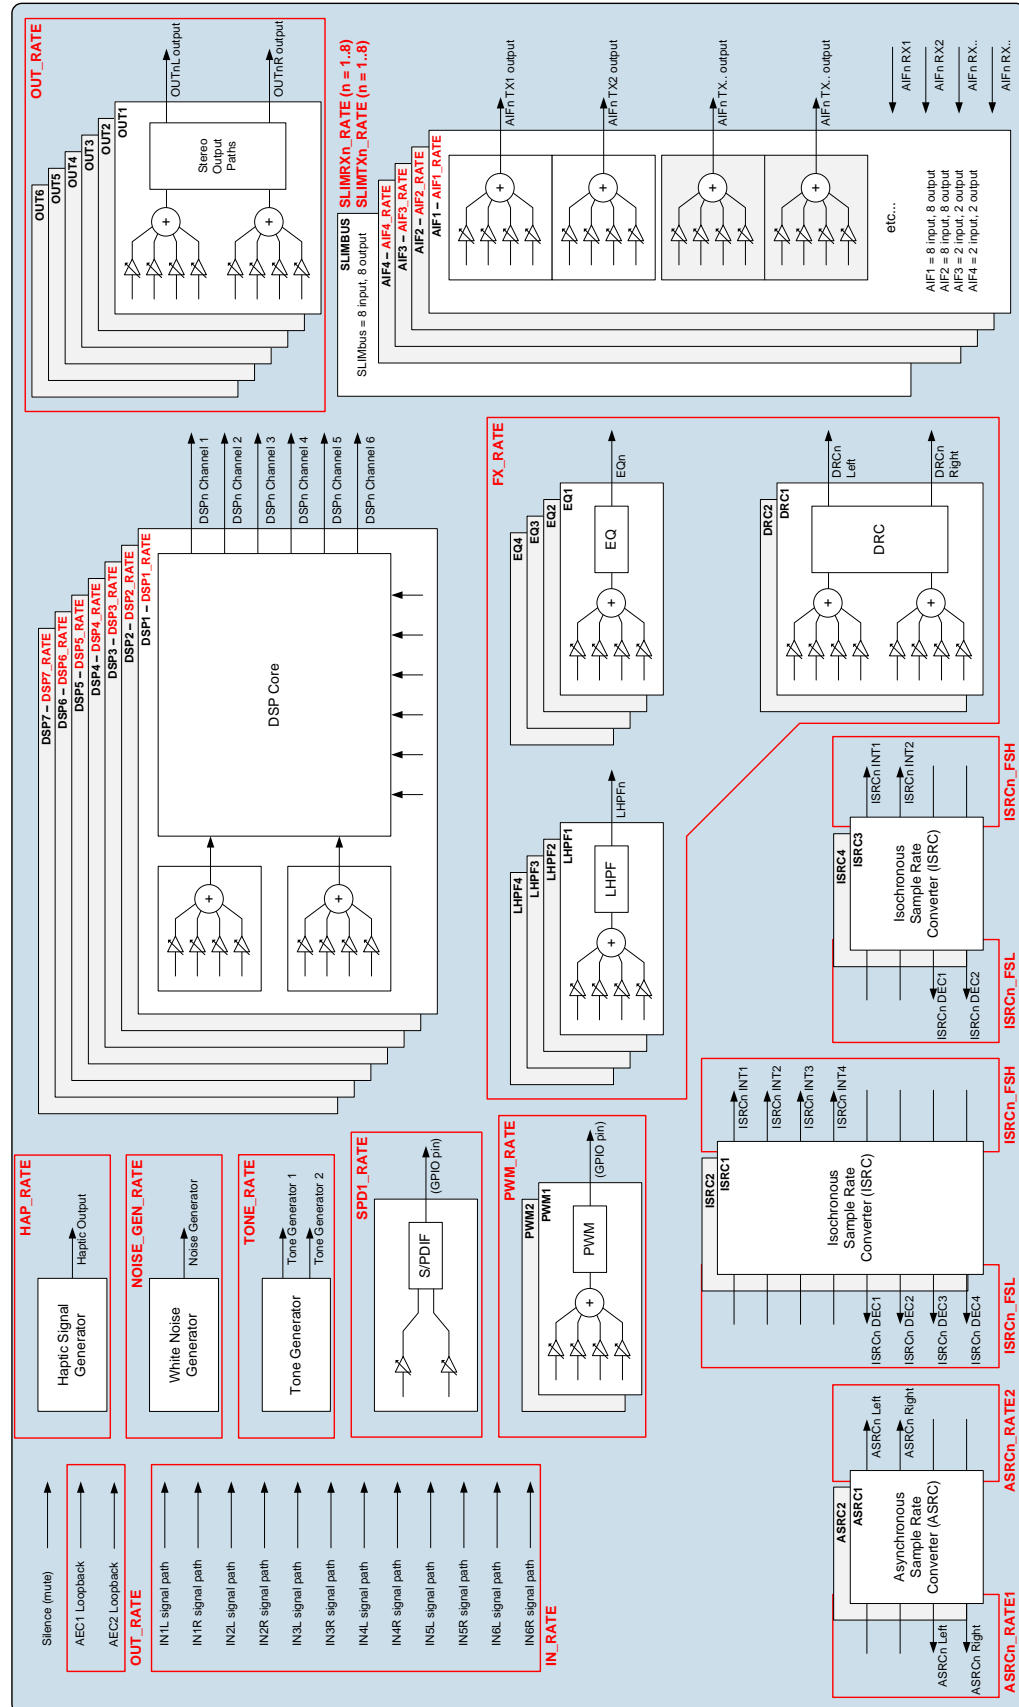 Silence (mute)
AEC1 Loopback
AEC2 Loopback
OUT_RATE
IN1L signal path
IN1R signal path
IN2L signal path
IN2R signal path
IN3L signal path
IN3R signal path
IN4L signal path
IN4R signal path
IN5L signal path
IN5R signal path
IN6L signal path
IN6R signal path
IN_RATE
HAP_RATE
Haptic Signal
Generator
Haptic Output
NOISE_GEN_RATE
White Noise
Generator
Noise Generator
TONE_RATE
Tone Generator
Tone Generator 1
Tone Generator 2
SPD1_RATE
S/PDIF
(GPIO pin)
PWM_RATE
PWM2
PWM1
PWM
+
(GPIO pin)
DSP7 – DSP7_RATE
DSP6 – DSP6_RATE
DSP5 – DSP5_RATE
DSP4 – DSP4_RATE
DSP3 – DSP3_RATE
DSP2 – DSP2_RATE
DSP1 – DSP1_RATE
DSP Core
+
+
DSPn Channel 1
DSPn Channel 2
DSPn Channel 3
DSPn Channel 4
DSPn Channel 5
DSPn Channel 6
OUT_RATE
OUT6
OUT5
OUT4
OUT3
OUT2
OUT1
Stereo
Output
Paths
+
+
OUTnL output
OUTnR output
SLIMRXn_RATE (n = 1..8)
SLIMTXn_RATE (n = 1..8)
SLIMBUS
SLIMbus = 8 input, 8 output
AIF4 – AIF4_RATE
AIF3 – AIF3_RATE
AIF2 – AIF2_RATE
AIF1 – AIF1_RATE
+
+
+
+
AIFn TX1 output
AIFn TX2 output
AIFn TX.. output
AIFn TX.. output
etc...
AIF1 = 8 input, 8 output
AIF2 = 8 input, 8 output
AIF3 = 2 input, 2 output
AIF4 = 2 input, 2 output
AIFn RX1
AIFn RX2
AIFn RX..
AIFn RX..
FX_RATE
LHPF4
LHPF3
LHPF2
LHPF1
LHPF
+
LHPFn
EQ4
EQ3
EQ2
EQ1
EQ
+
EQn
DRC2
DRC1
DRC
+
+
DRCn
Left
DRCn
Right
ASRCn_RATE1
ASRCn Left
ASRCn Right
ASRC2
ASRC1
Asynchronous
Sample Rate
Converter (ASRC)
ASRCn Left
ASRCn Right
ASRCn_RATE2
ISRCn_FSL
ISRCn DEC1
ISRCn DEC2
ISRCn DEC3
ISRCn DEC4
ISRC2
ISRC1
Isochronous
Sample Rate
Converter (ISRC)
ISRCn INT1
ISRCn INT2
ISRCn INT3
ISRCn INT4
ISRCn_FSH
ISRCn_FSL
ISRCn DEC1
ISRCn DEC2
ISRC4
ISRC3
Isochronous
Sample Rate
Converter (ISRC)
ISRCn INT1
ISRCn INT2
ISRCn_FSH